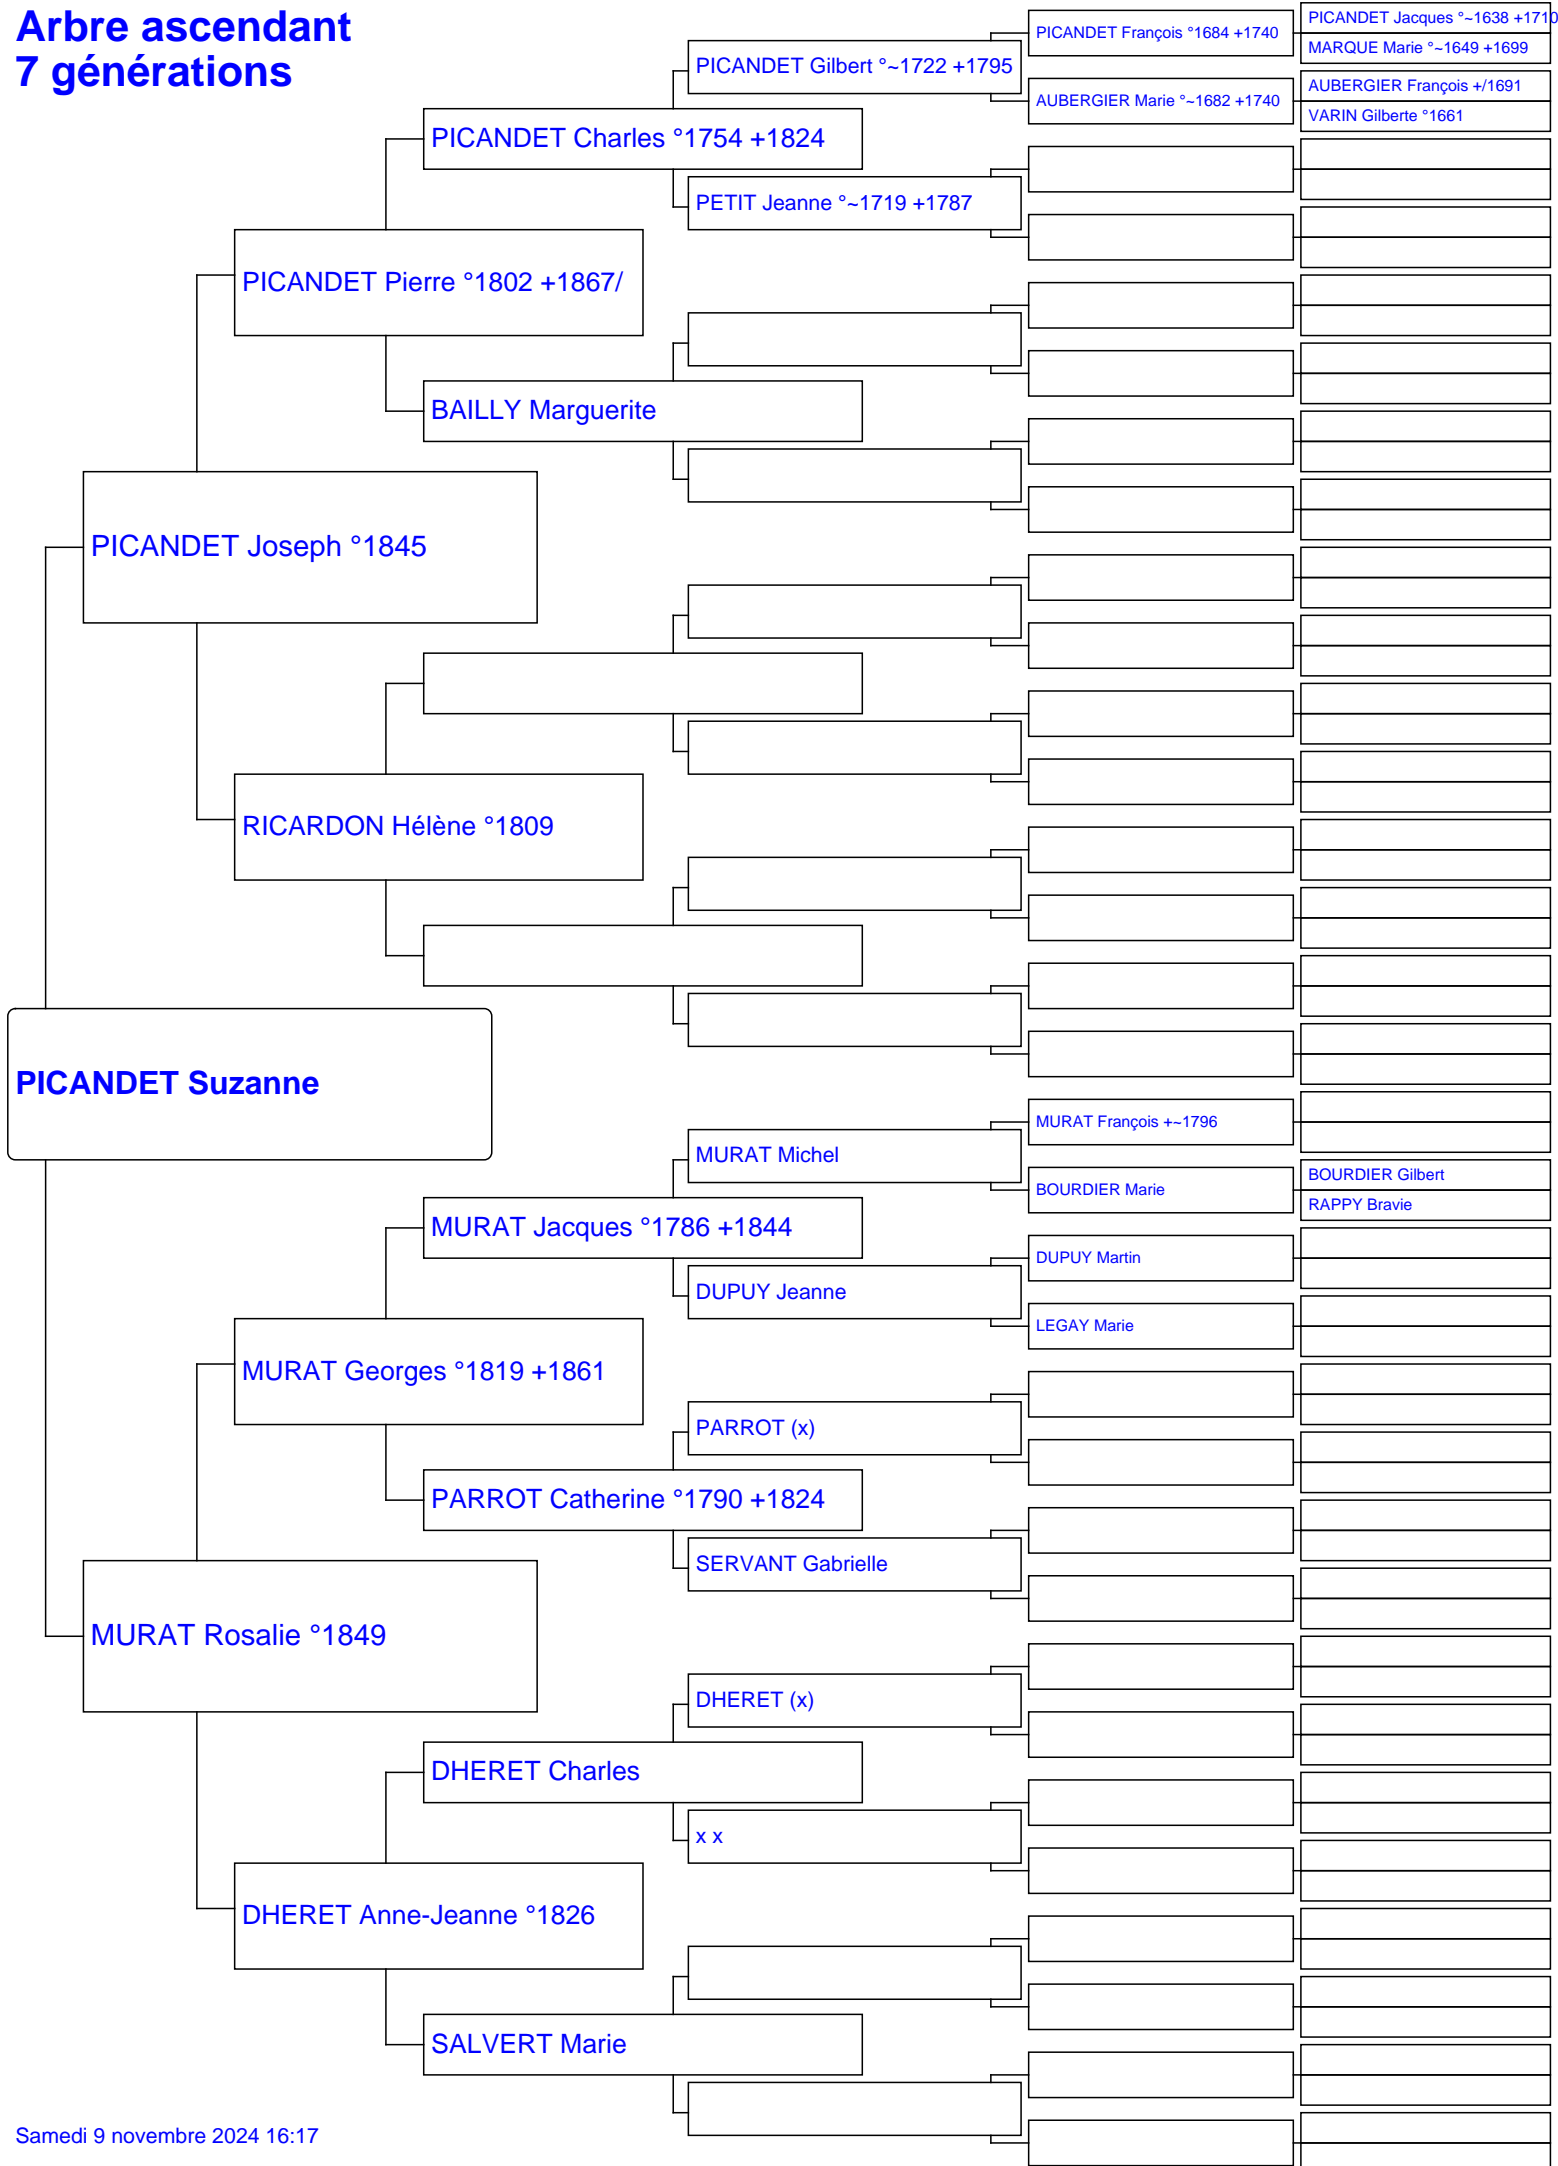 Arbre ascendant
7 générations
PICANDET Jacques °~1638 +1710
PICANDET François °1684 +1740
MARQUE Marie °~1649 +1699
PICANDET Gilbert °~1722 +1795
AUBERGIER François +/1691
AUBERGIER Marie °~1682 +1740
VARIN Gilberte °1661
PICANDET Charles °1754 +1824
PETIT Jeanne °~1719 +1787
PICANDET Pierre °1802 +1867/
BAILLY Marguerite
PICANDET Joseph °1845
RICARDON Hélène °1809
PICANDET Suzanne
MURAT François +~1796
MURAT Michel
BOURDIER Gilbert
BOURDIER Marie
RAPPY Bravie
MURAT Jacques °1786 +1844
DUPUY Martin
DUPUY Jeanne
LEGAY Marie
MURAT Georges °1819 +1861
PARROT (x)
PARROT Catherine °1790 +1824
SERVANT Gabrielle
MURAT Rosalie °1849
DHERET (x)
DHERET Charles
x x
DHERET Anne-Jeanne °1826
SALVERT Marie
Samedi 9 novembre 2024 16:17